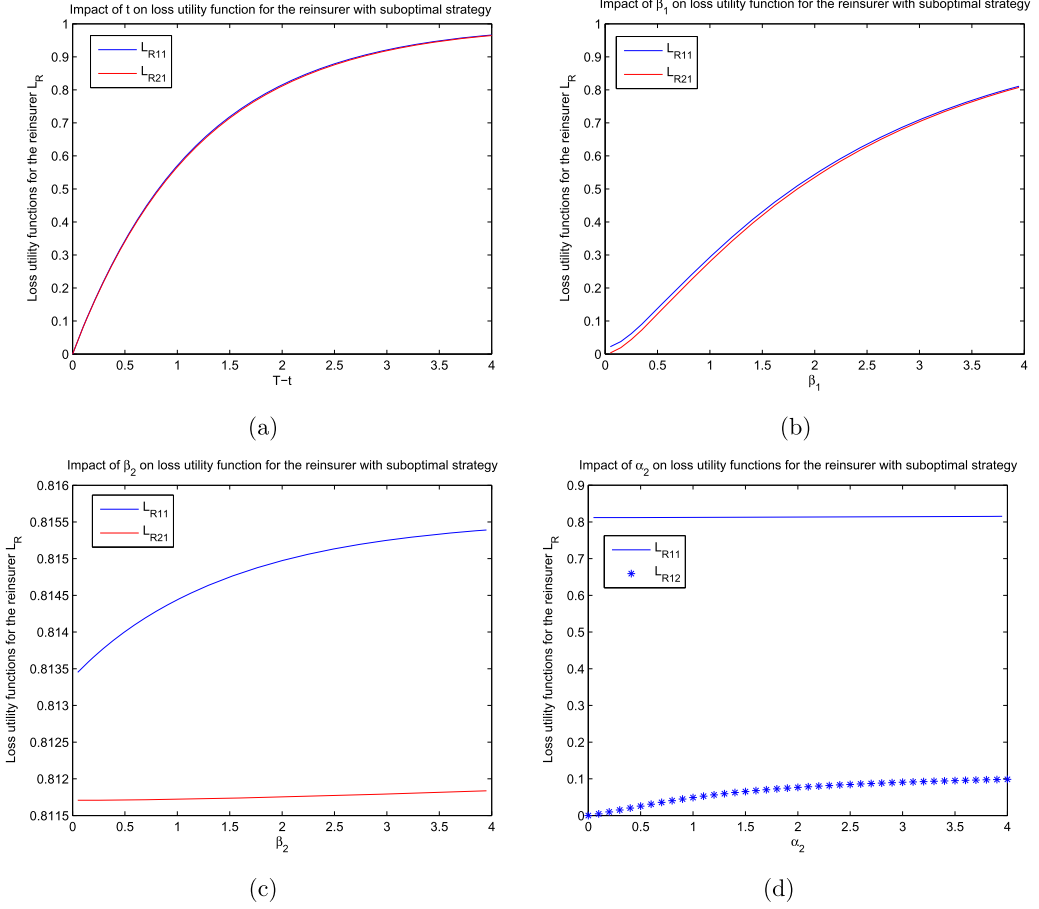 Impact of t on loss utility function for the reinsurer with suboptimal strategy
Loss utility functions for the reinsurer L_R
1
0.9
0.8
0.7
0.6
0.5
0.4
0.3
0.2
0.1
0
L_R11
L_R21
0 0.5 1 1.5 2 2.5 3 3.5 4
T−t
(a)
Impact of β_1 on loss utility function for the reinsurer with suboptimal strategy
Loss utility functions for the reinsurer L_R
1
0.9
0.8
0.7
0.6
0.5
0.4
0.3
0.2
0.1
0
L_R11
L_R21
0 0.5 1 1.5 2 2.5 3 3.5 4
β_1
(b)
Impact of β_2 on loss utility function for the reinsurer with suboptimal strategy
Loss utility functions for the reinsurer L_R
0.816
0.8155
0.815
0.8145
0.814
0.8135
0.813
0.8125
0.812
0.8115
L_R11
L_R21
0 0.5 1 1.5 2 2.5 3 3.5 4
β_2
(c)
Impact of α_2 on loss utility functions for the reinsurer with suboptimal strategy
Loss utility functions for the reinsurer L_R
0.9
0.8
0.7
0.6
0.5
0.4
0.3
0.2
0.1
0
L_R11
L_R12
0 0.5 1 1.5 2 2.5 3 3.5 4
α_2
(d)